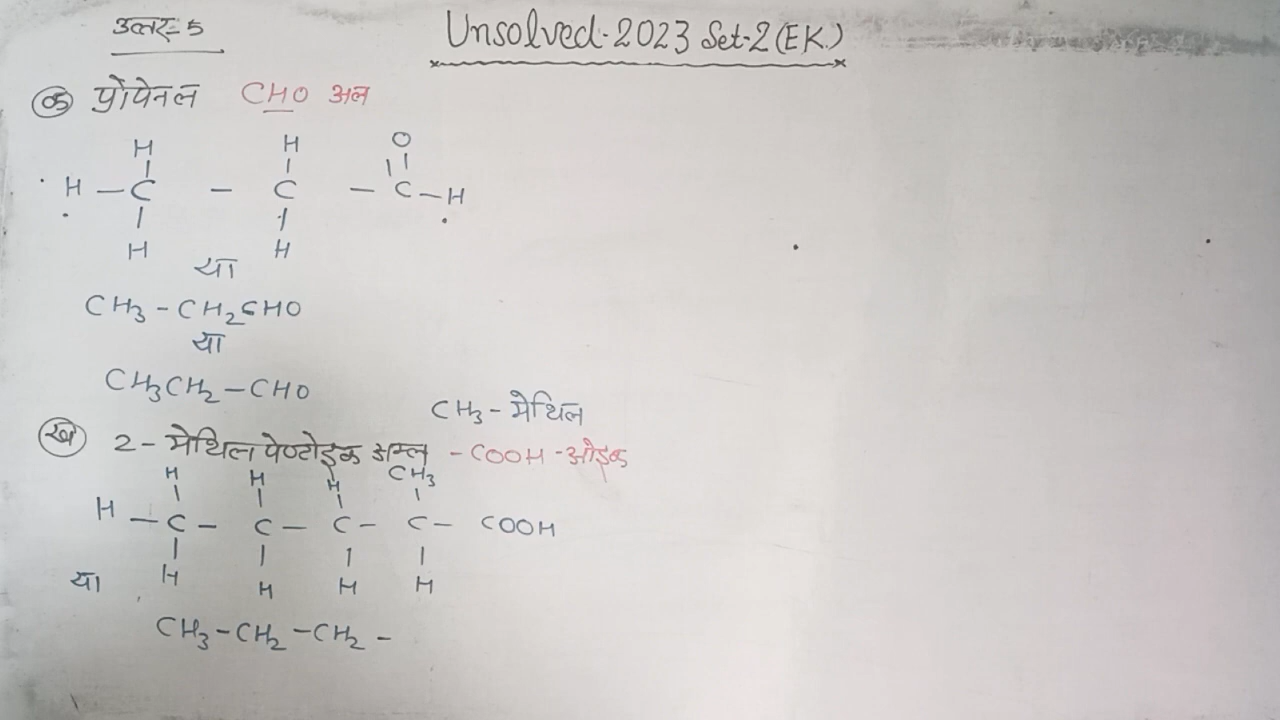 उत्तर-5
Unsolved-2023 Set-2 (EK.)
क प्रोपेनल CHO अल
H H O
H – C – C – C – H
H H
या
CH3 – CH2CHO
या
CH3CH2 – CHO
CH3 - मेथिल
ख 2 - मेथिल पेण्टोइक अम्ल - COOH - ओइक
H H H CH3
H – C – C – C – C – COOH
H H H H
या
CH3 – CH2 – CH2 –